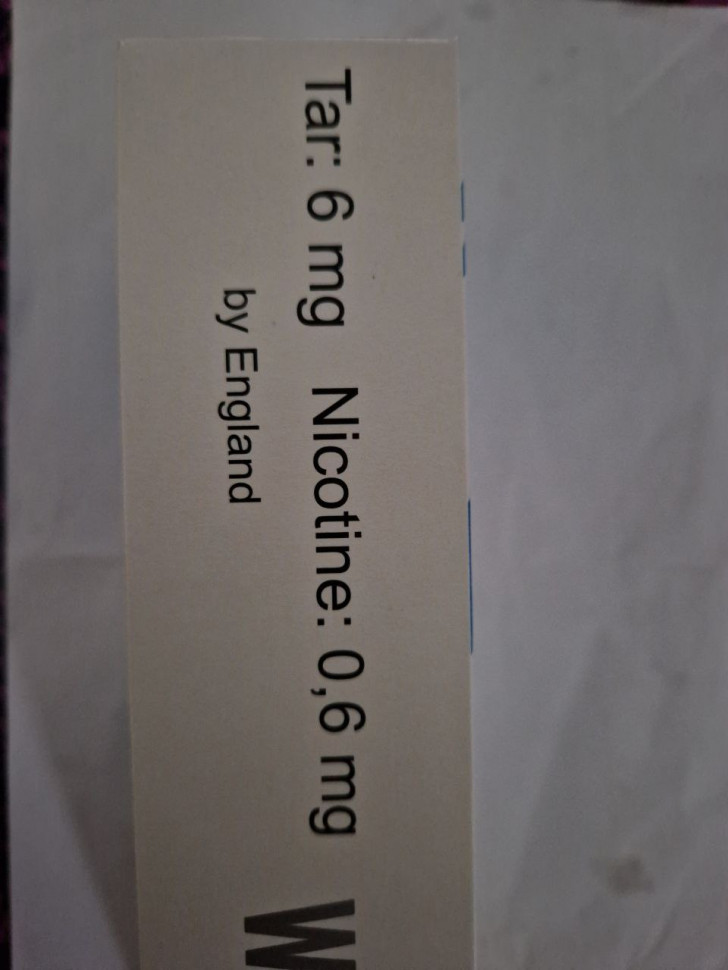 Tar: 6 mg Nicotine: 0,6 mg
by England
W